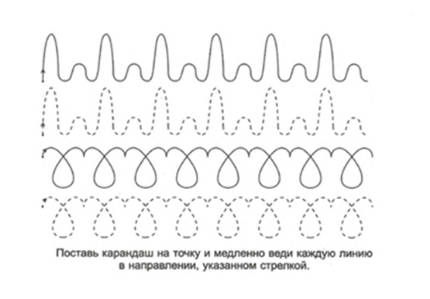 Поставь карандаш на точку и медленно веди каждую линию
в направлении, указанном стрелкой.